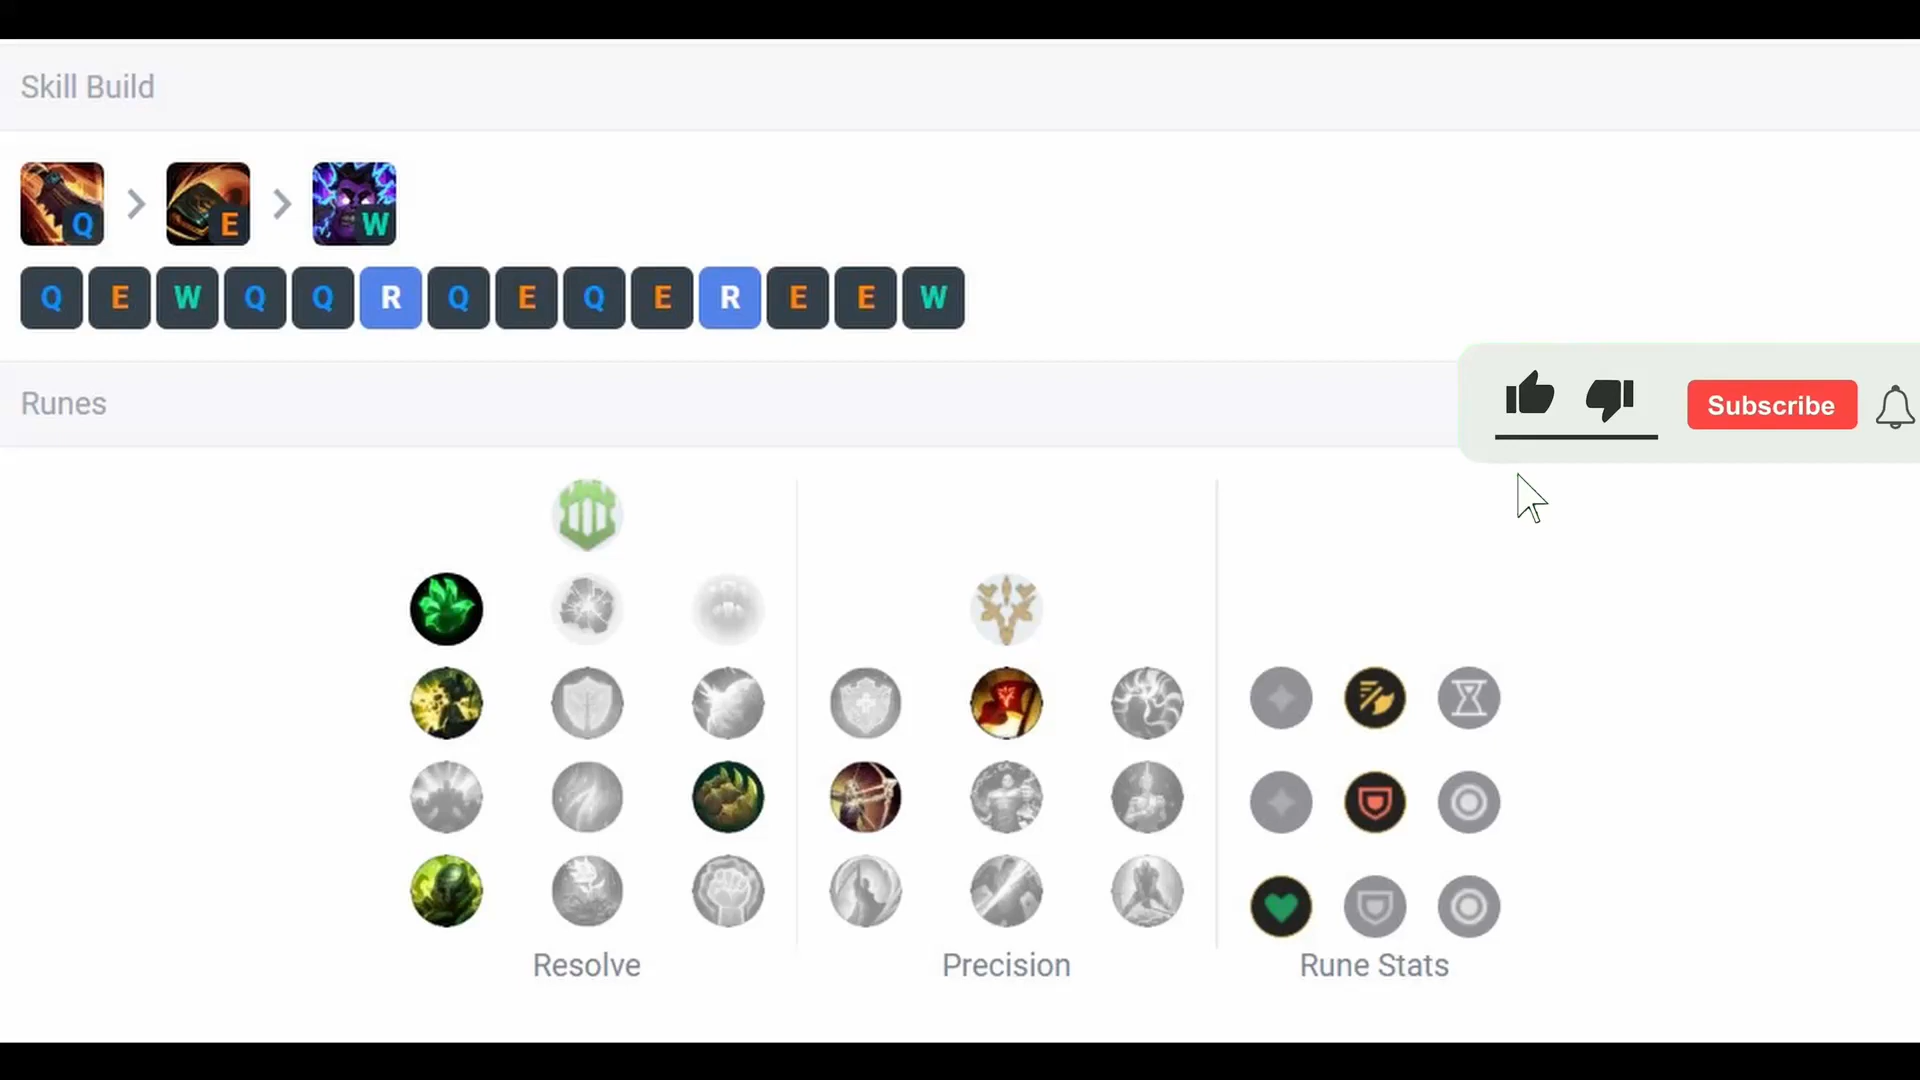 Skill Build
Q E W
Q E W Q Q R Q E Q E R E E W
Runes
Subscribe
Resolve Precision Rune Stats